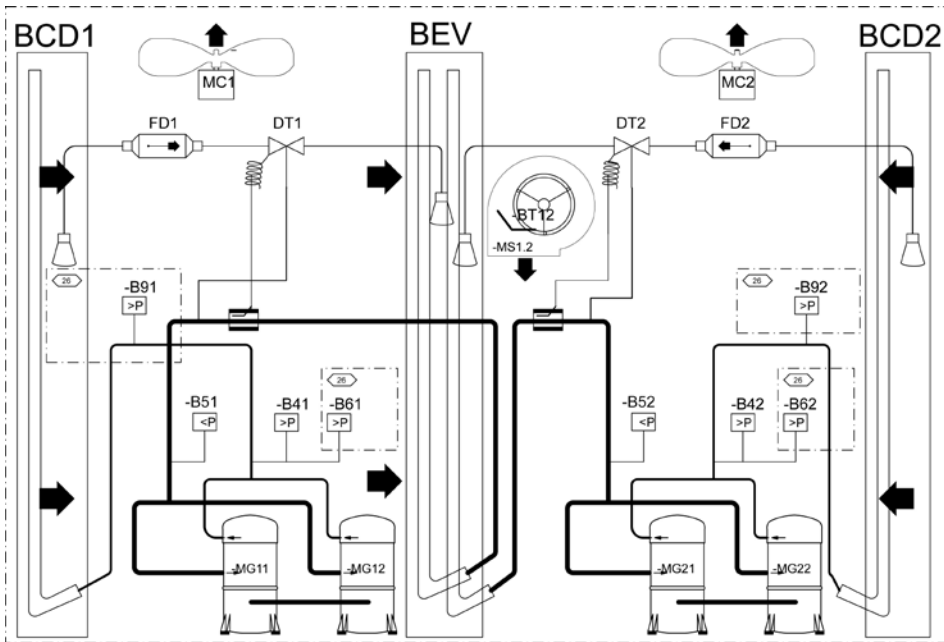 BCD1
BEV
BCD2
MC1
MC2
FD1
DT1
DT2
FD2
-BT12
-MS1.2
26
-B91
>P
26
-B92
>P
26
-B51
<P
-B41
>P
-B61
>P
-B52
<P
-B42
>P
26
-B62
>P
-MG11
-MG12
-MG21
-MG22